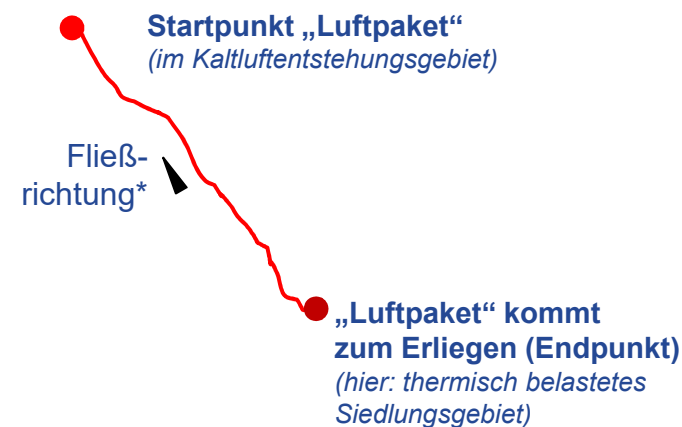 Startpunkt „Luftpaket“
(im Kaltluftentstehungsgebiet)
Fließ-
richtung*
„Luftpaket“ kommt
zum Erliegen (Endpunkt)
(hier: thermisch belastetes
Siedlungsgebiet)